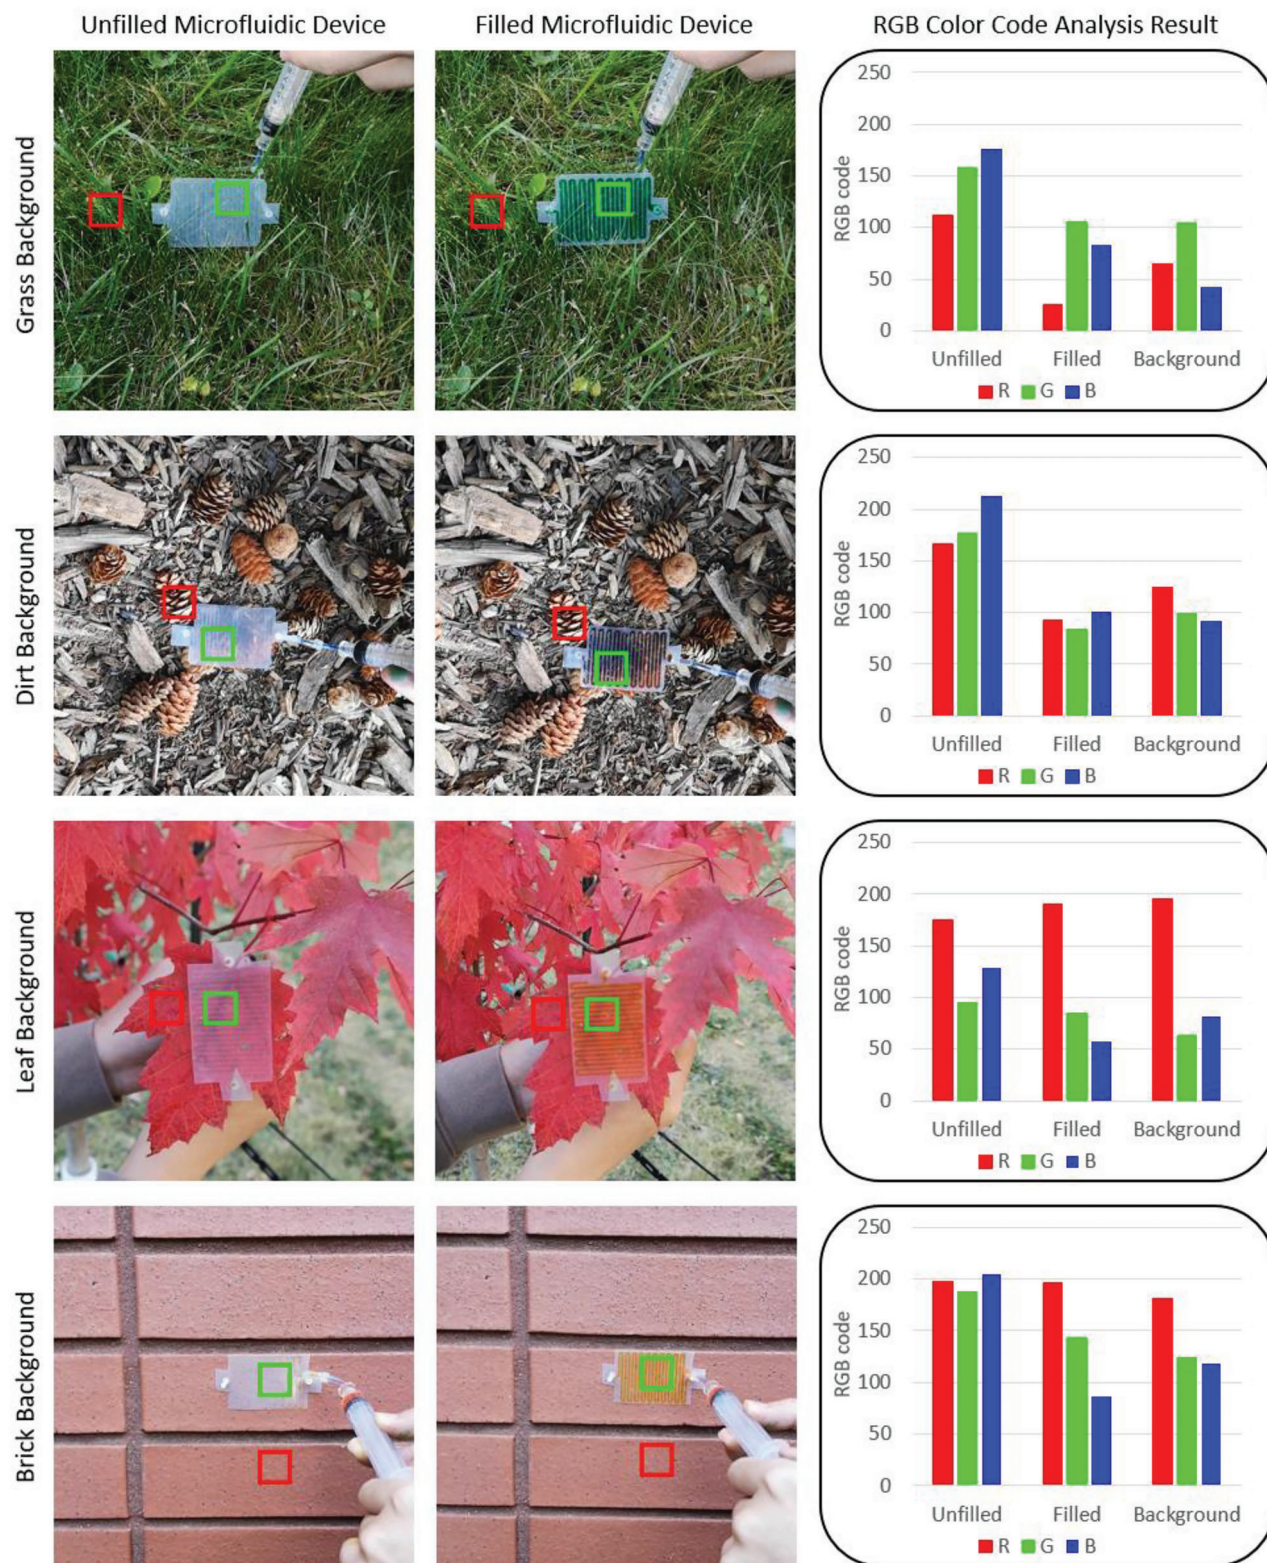 Unfilled Microfluidic Device
Filled Microfluidic Device
RGB Color Code Analysis Result
Grass Background
RGB code
250
200
150
100
50
0
Unfilled Filled Background
R G B
Dirt Background
RGB code
250
200
150
100
50
0
Unfilled Filled Background
R G B
Leaf Background
RGB code
250
200
150
100
50
0
Unfilled Filled Background
R G B
Brick Background
RGB code
250
200
150
100
50
0
Unfilled Filled Background
R G B